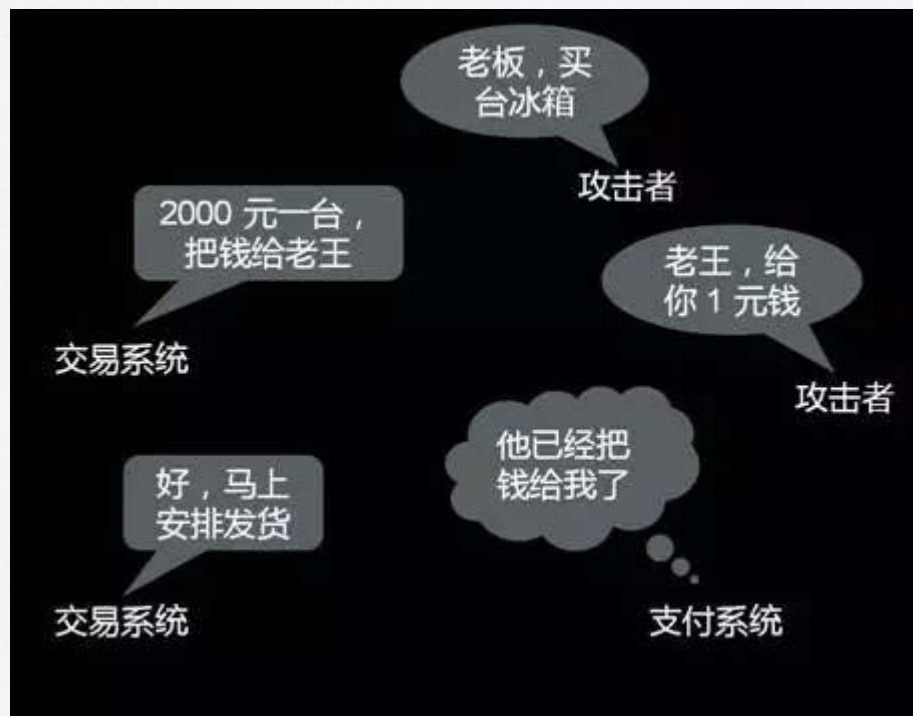 老板，买
台冰箱
攻击者
2000 元一台，
把钱给老王
交易系统
老王，给
你 1 元钱
攻击者
他已经把
钱给我了
支付系统
好，马上
安排发货
交易系统